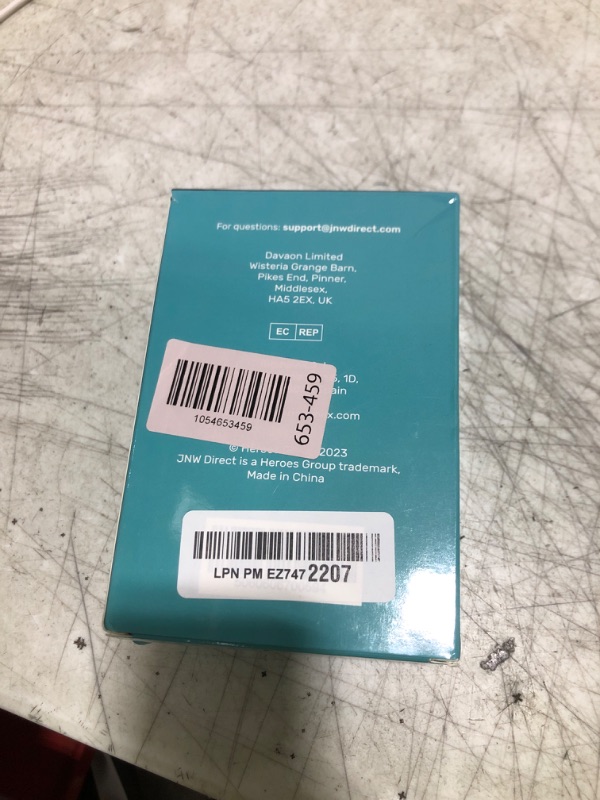 For questions: support@jnwdirect.com
Davaon Limited
Wisteria Grange Barn,
Pikes End, Pinner,
Middlesex,
HA5 2EX, UK
EC REP
1D,
x.com
1054653459
653-459
© 2023
JNW Direct is a Heroes Group trademark,
Made in China
LPN PM EZ747 2207